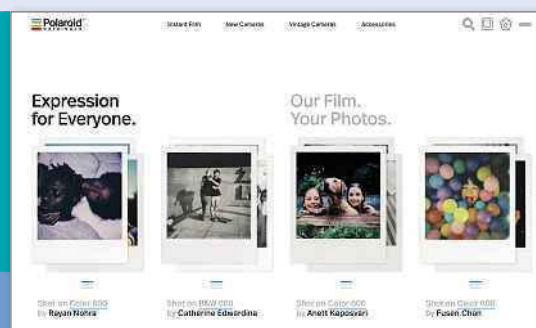 Polaroid
ORIGINALS
Instant Film
New Cameras
Vintage Cameras
Accessories
Expression
for Everyone.
Our Film.
Your Photos.
Shot on Color 600
by Rayan Nohra
Shot on B&W 600
by Catherine Edwardina
Shot on Color 600
by Anett Kaposvari
Shot on Color 600
by Fusen Chen